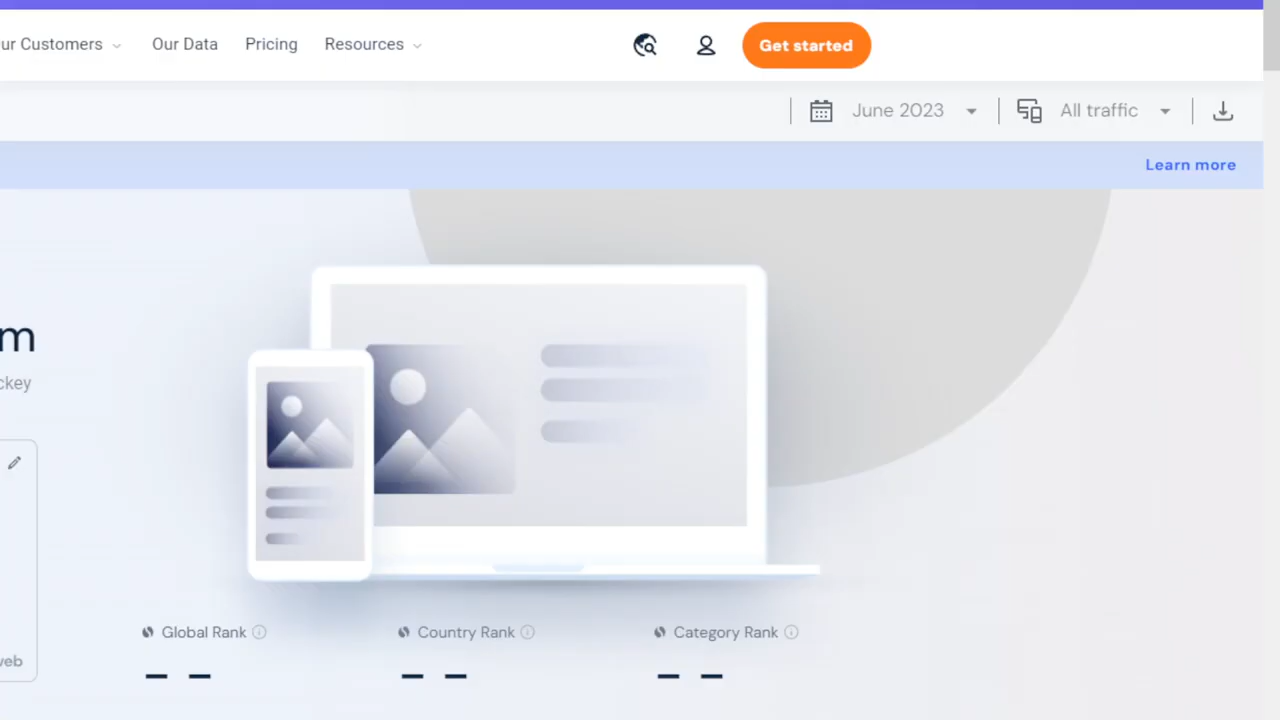 ur Customers Our Data Pricing Resources Get started
June 2023 All traffic
Learn more
m
ckey
web
Global Rank Country Rank Category Rank
– – – – – –